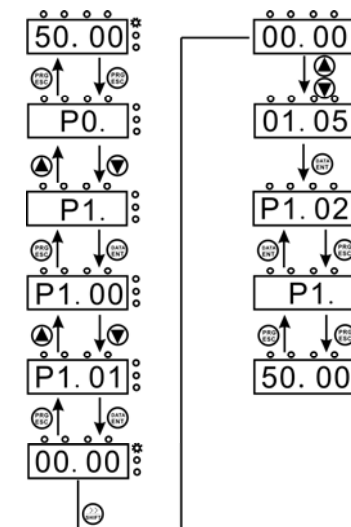 50.00
PRG ESC
PRG ESC
P0.
P1.
PRG ESC
DATA ENT
P1.00
P1.01
PRG ESC
DATA ENT
00.00
>> SHIFT
00.00
01.05
DATA ENT
P1.02
DATA ENT
PRG ESC
P1.
PRG ESC
PRG ESC
50.00